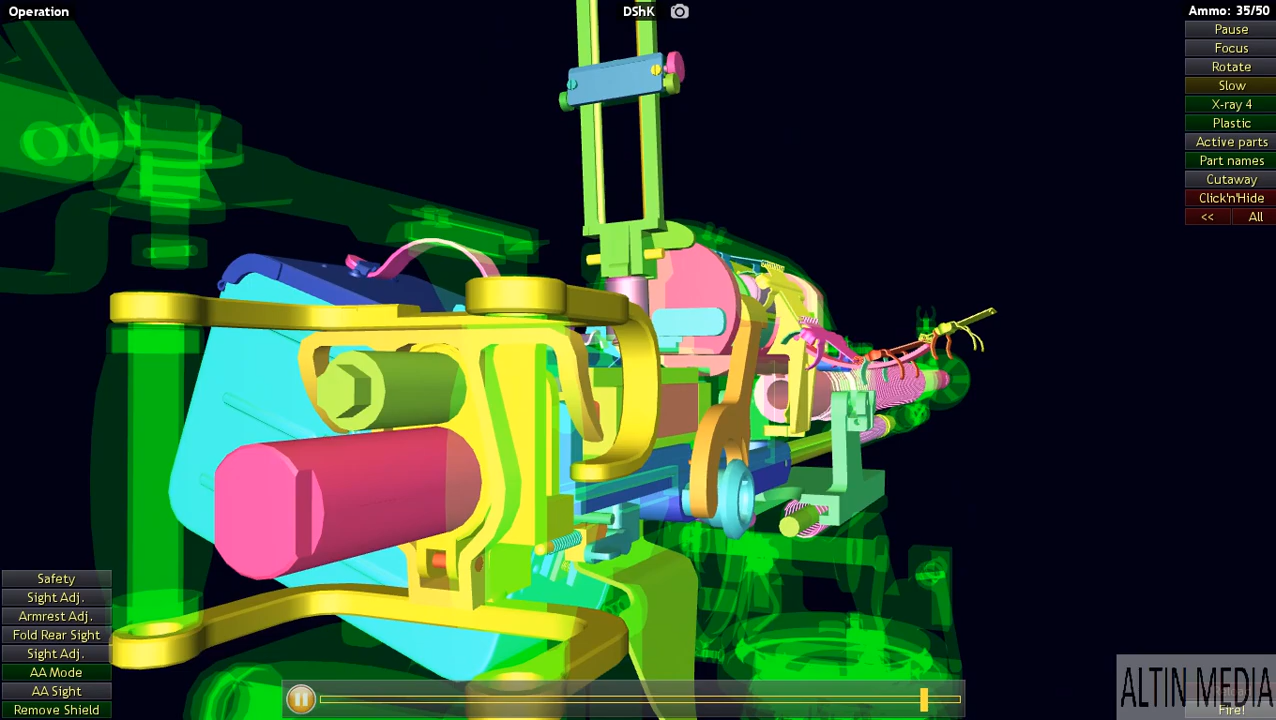 Operation
DShK
Ammo: 35/50
Pause
Focus
Rotate
Slow
X-ray 4
Plastic
Active parts
Part names
Cutaway
Click'n'Hide
<< All
Safety
Sight Adj.
Armrest Adj.
Fold Rear Sight
Sight Adj.
AA Mode
AA Sight
Remove Shield
ALTIN MEDIA
Fire!